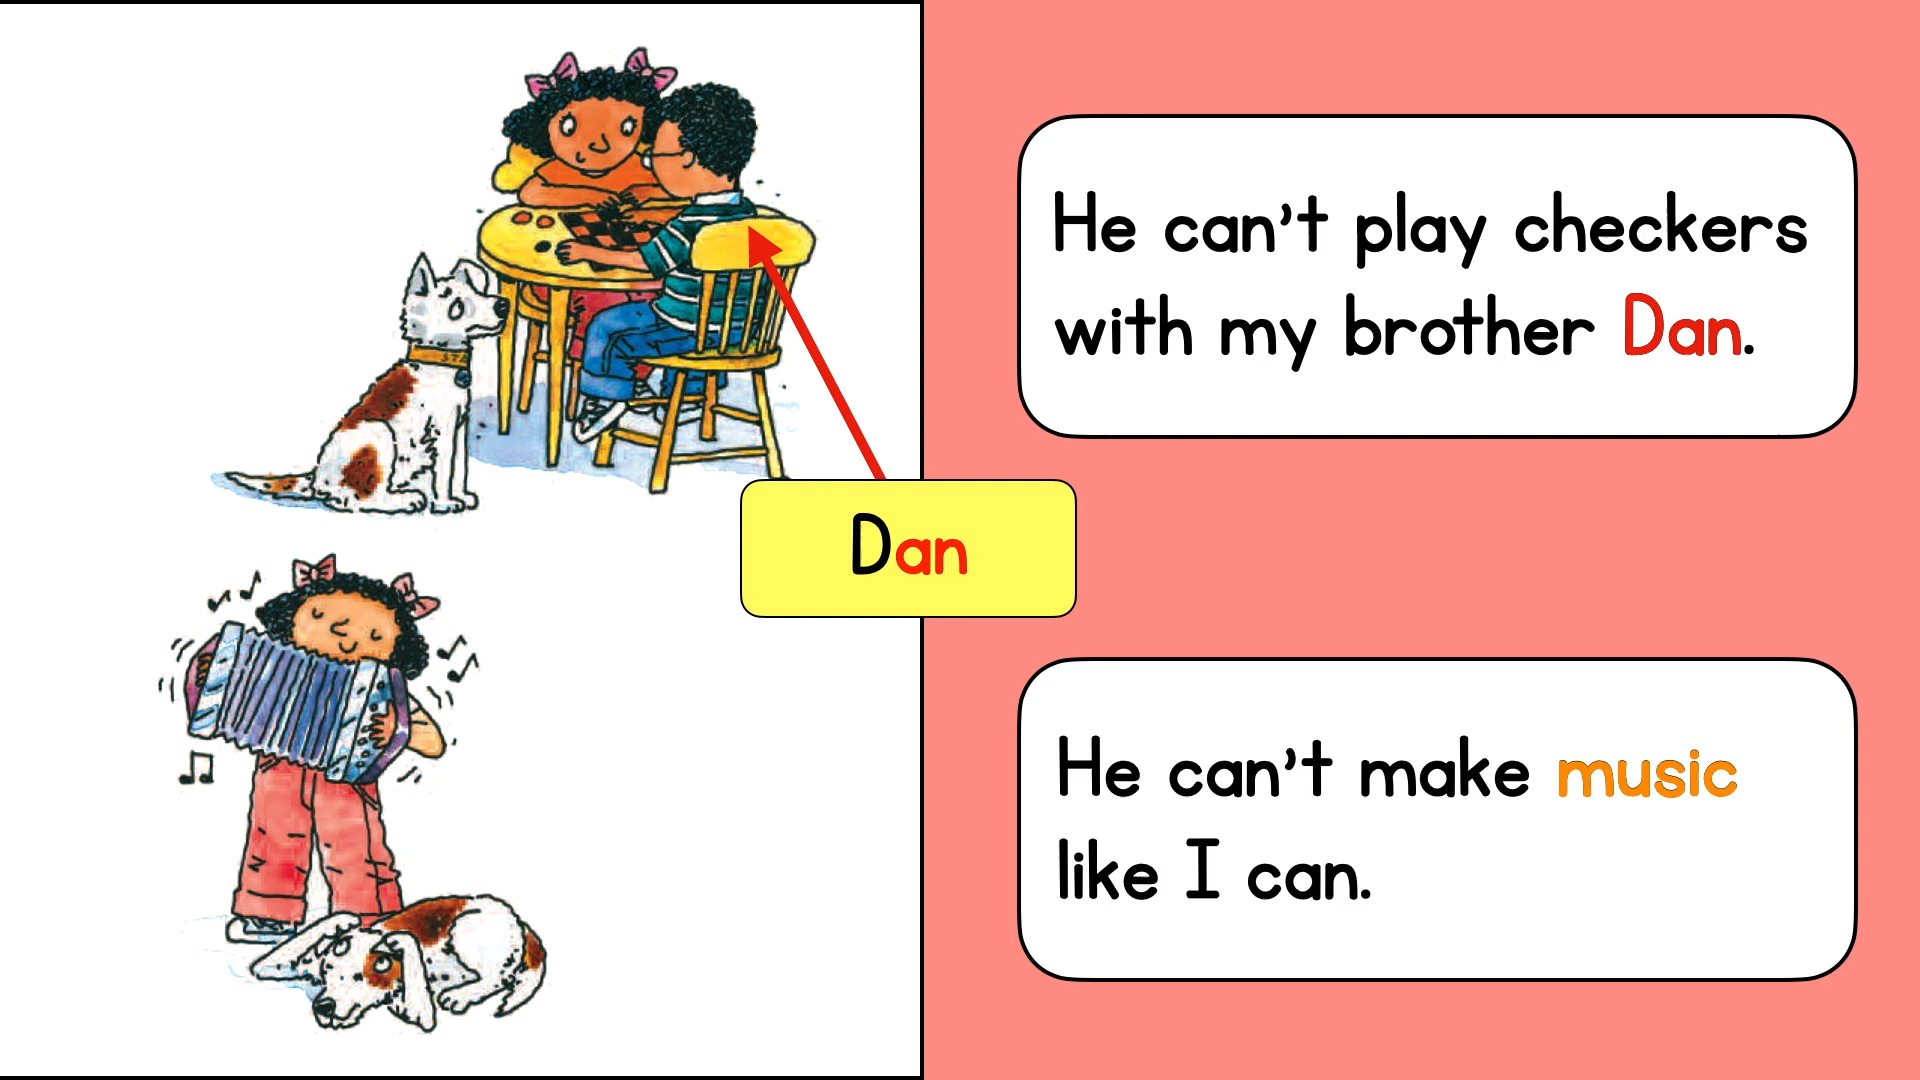 He can't play checkers
with my brother Dan.
Dan
He can't make music
like I can.